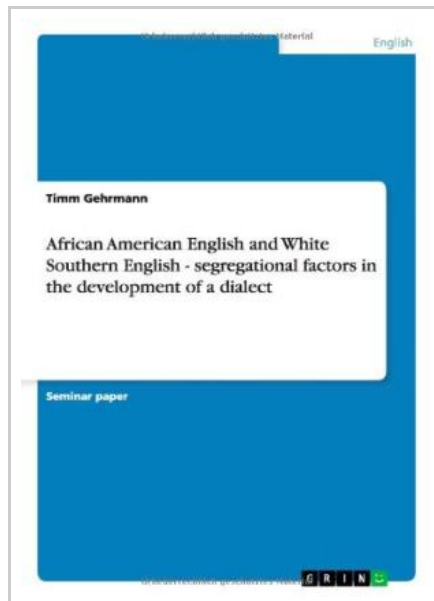 English
Timm Gehrmann
African American English and White
Southern English - segregational factors in
the development of a dialect
Seminar paper
G R I N